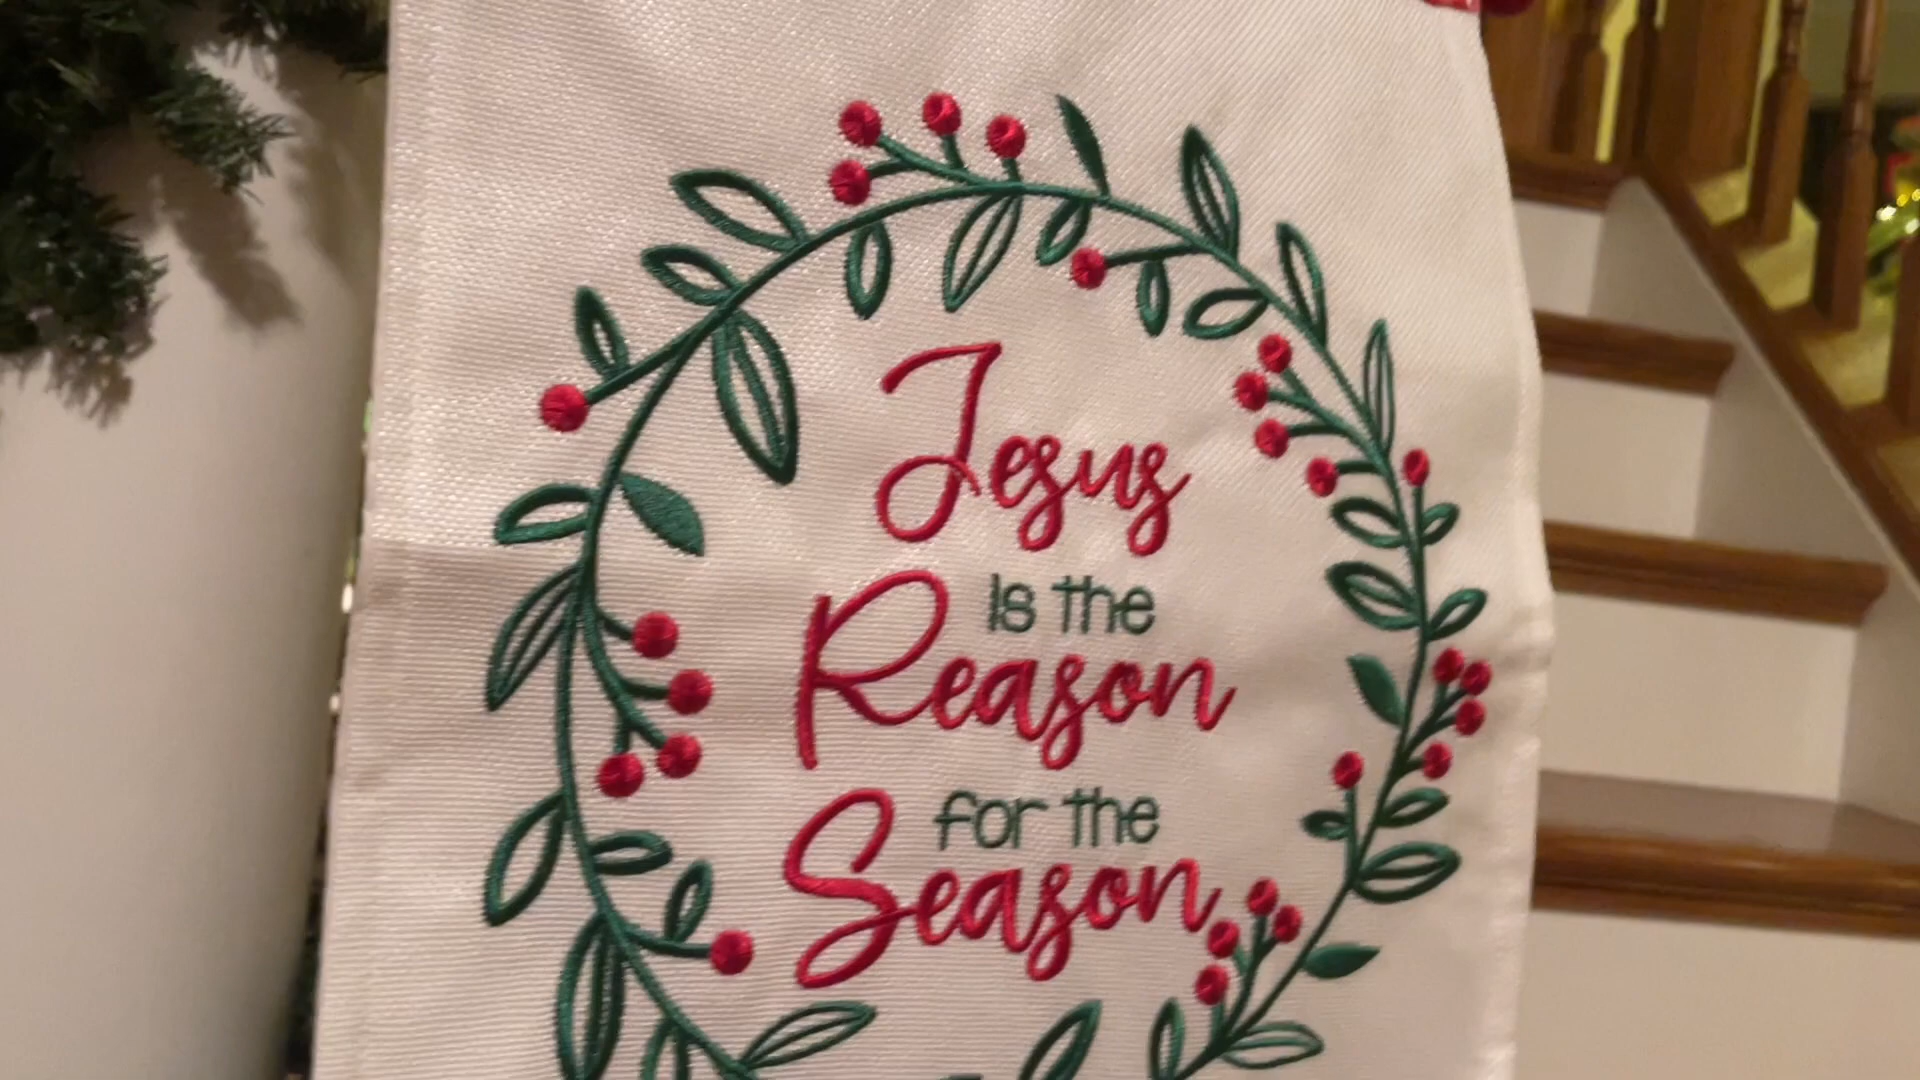 Jesus
is the
Reason
for the
Season